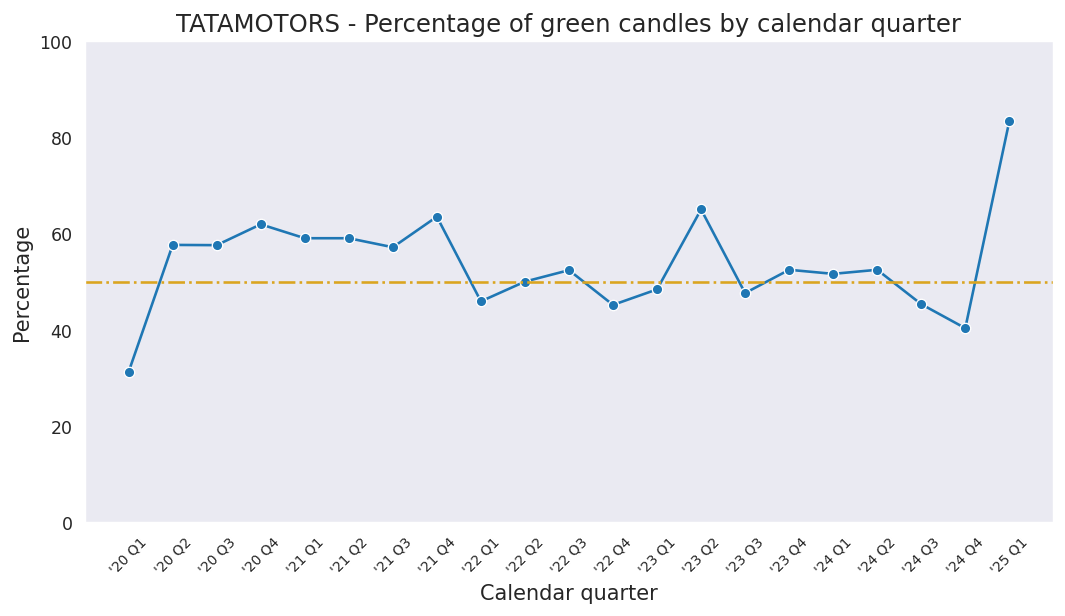 TATAMOTORS - Percentage of green candles by calendar quarter
100
80
60
40
20
0
Percentage
'20 Q1
'20 Q2
'20 Q3
'20 Q4
'21 Q1
'21 Q2
'21 Q3
'21 Q4
'22 Q1
'22 Q2
'22 Q3
'22 Q4
'23 Q1
'23 Q2
'23 Q3
'23 Q4
'24 Q1
'24 Q2
'24 Q3
'24 Q4
'25 Q1
Calendar quarter